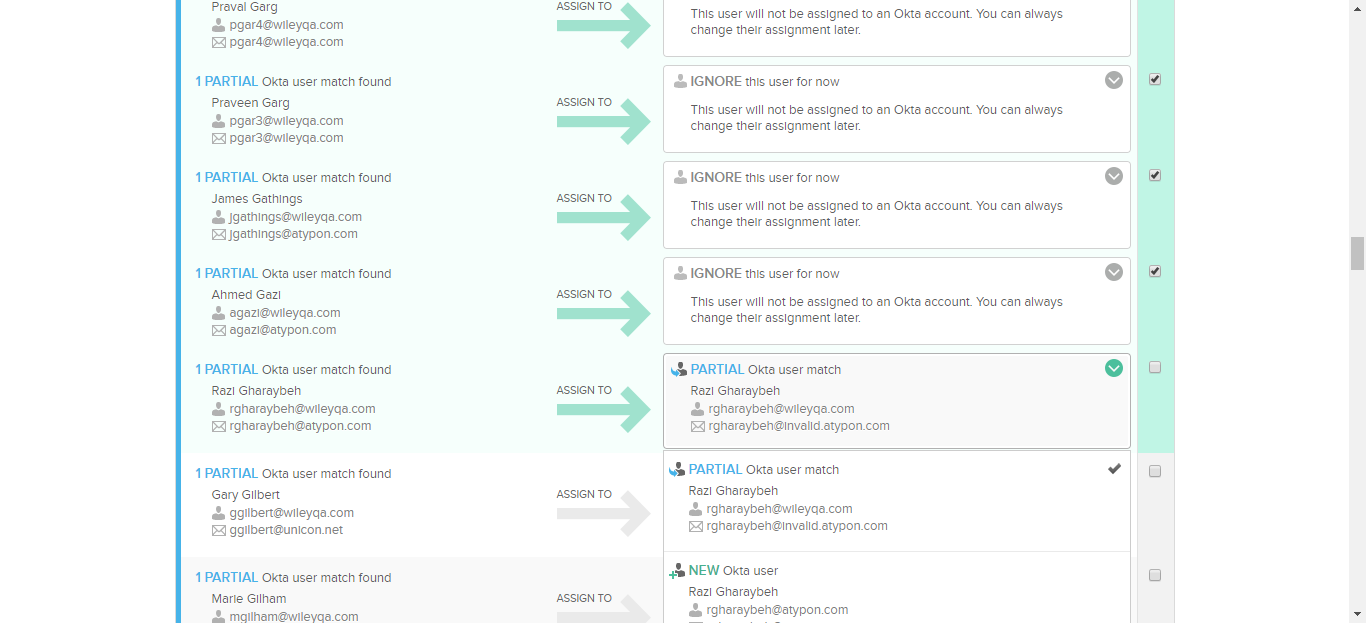 Praval Garg
pgar4@wileyqa.com
pgar4@wileyqa.com
ASSIGN TO
This user will not be assigned to an Okta account. You can always
change their assignment later.
1 PARTIAL Okta user match found
Praveen Garg
pgar3@wileyqa.com
pgar3@wileyqa.com
ASSIGN TO
IGNORE this user for now
This user will not be assigned to an Okta account. You can always
change their assignment later.
1 PARTIAL Okta user match found
James Gathings
jgathings@wileyqa.com
jgathings@atypon.com
ASSIGN TO
IGNORE this user for now
This user will not be assigned to an Okta account. You can always
change their assignment later.
1 PARTIAL Okta user match found
Ahmed Gazi
agazi@wileyqa.com
agazi@atypon.com
ASSIGN TO
IGNORE this user for now
This user will not be assigned to an Okta account. You can always
change their assignment later.
1 PARTIAL Okta user match found
Razi Gharaybeh
rgharaybeh@wileyqa.com
rgharaybeh@atypon.com
ASSIGN TO
PARTIAL Okta user match
Razi Gharaybeh
rgharaybeh@wileyqa.com
rgharaybeh@invalid.atypon.com
1 PARTIAL Okta user match found
Gary Gilbert
ggilbert@wileyqa.com
ggilbert@unicon.net
ASSIGN TO
PARTIAL Okta user match
Razi Gharaybeh
rgharaybeh@wileyqa.com
rgharaybeh@invalid.atypon.com
1 PARTIAL Okta user match found
Marie Gilham
mgilham@wileyqa.com
ASSIGN TO
NEW Okta user
Razi Gharaybeh
rgharaybeh@atypon.com